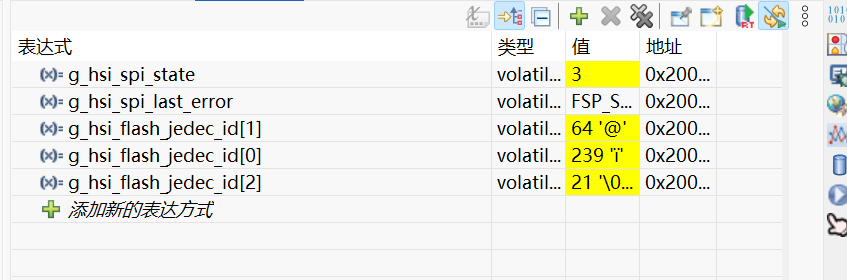 表达式 类型 值 地址
(x)= g_hsi_spi_state volatil... 3 0x200...
(x)= g_hsi_spi_last_error volatil... FSP_S... 0x200...
(x)= g_hsi_flash_jedec_id[1] volatil... 64 '@' 0x200...
(x)= g_hsi_flash_jedec_id[0] volatil... 239 'ï' 0x200...
(x)= g_hsi_flash_jedec_id[2] volatil... 21 '\0... 0x200...
添加新的表达方式